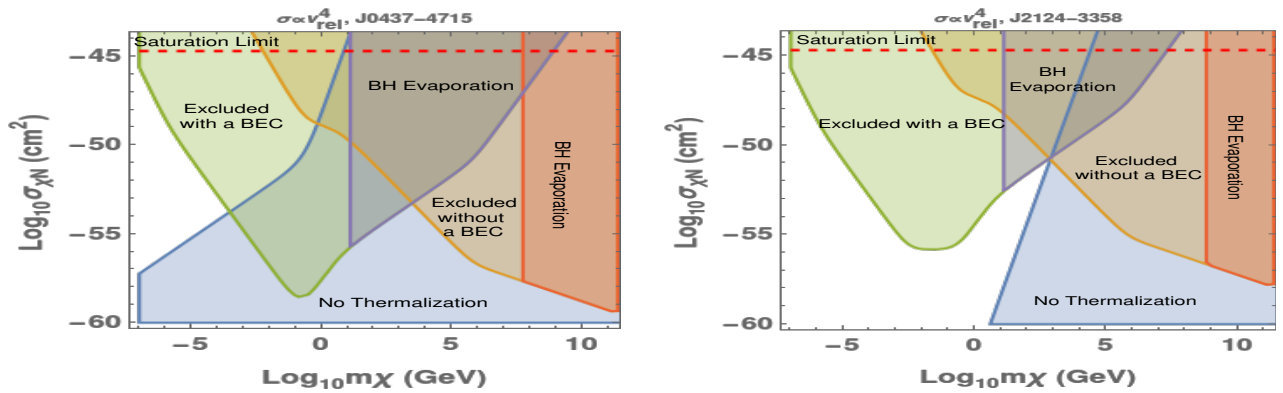 σ∝v⁴rel, J0437−4715
Saturation Limit
BH Evaporation
Excluded
with a BEC
BH Evaporation
Excluded
without
a BEC
No Thermalization
−45
−50
−55
−60
Log₁₀σχN (cm²)
−5 0 5 10
Log₁₀mχ (GeV)
σ∝v⁴rel, J2124−3358
Saturation Limit
BH
Evaporation
Excluded with a BEC
BH Evaporation
Excluded
without a BEC
No Thermalization
−45
−50
−55
−60
Log₁₀σχN (cm²)
−5 0 5 10
Log₁₀mχ (GeV)